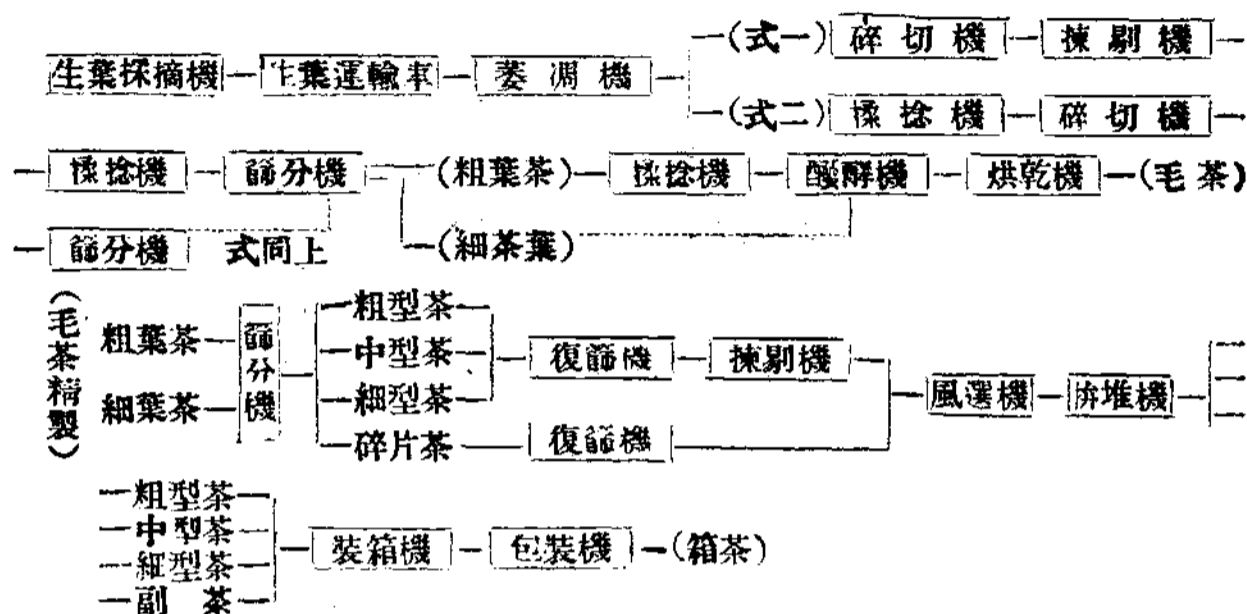 (式一) 碎切機 揀剔機
生葉採摘機 生葉運輸車 萎凋機
(式二) 揉捻機 碎切機
揉捻機 篩分機 (粗葉茶) 揉捻機 醱酵機 烘乾機 (毛茶)
篩分機 式同上 (細茶葉)
(毛茶精製)
粗葉茶
細葉茶
篩分機
粗型茶
中型茶
細型茶
碎片茶
復篩機 揀剔機
復篩機
風選機 拚堆機
粗型茶
中型茶
細型茶
副茶
裝箱機 包裝機 (箱茶)